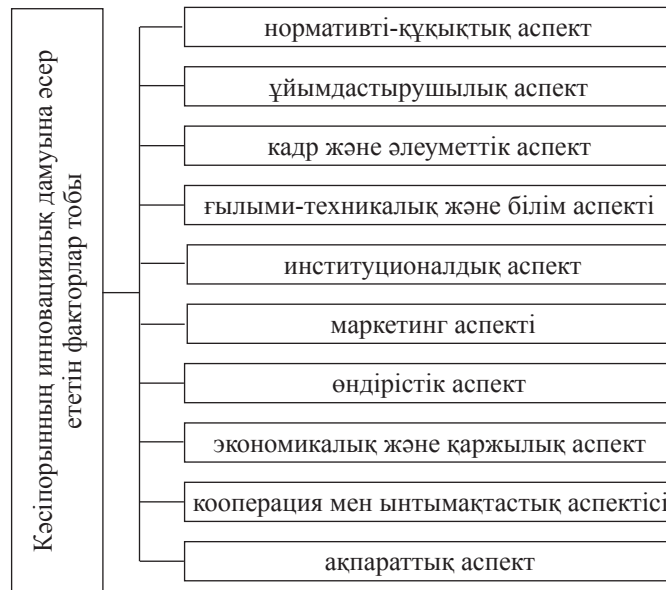 Кәсіпорынның инновациялық дамуына әсер
ететін факторлар тобы
нормативті-құқықтық аспект
ұйымдастырушылық аспект
кадр және әлеуметтік аспект
ғылыми-техникалық және білім аспекті
институционалдық аспект
маркетинг аспекті
өндірістік аспект
экономикалық және қаржылық аспект
кооперация мен ынтымақтастық аспектісі
ақпараттық аспект